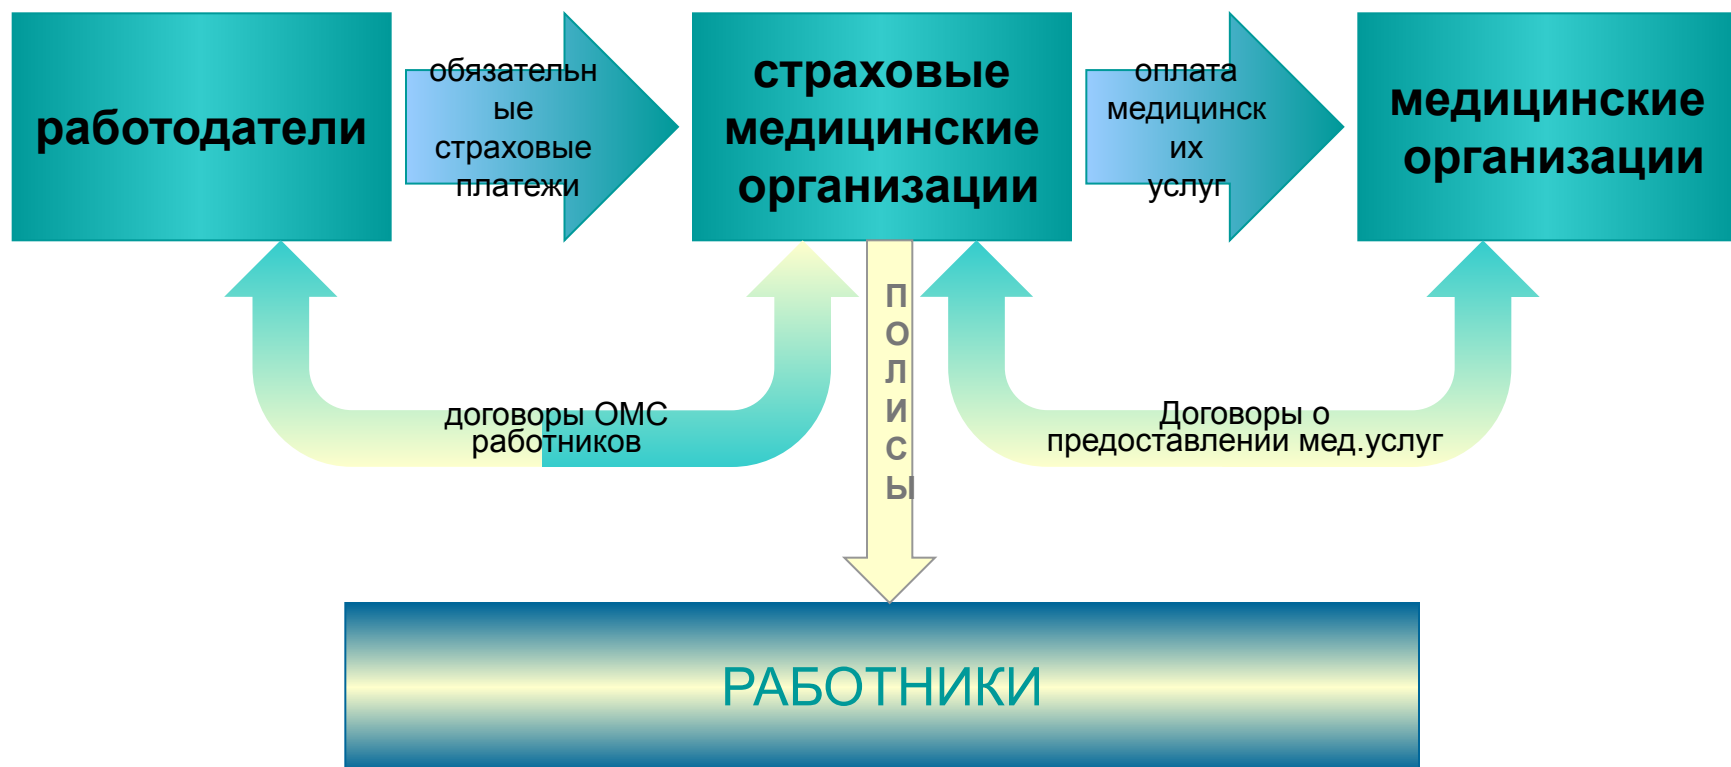 работодатели
обязательн
ые
страховые
платежи
страховые
медицинские
организации
оплата
медицинск
их
услуг
медицинские
организации
договоры ОМС
работников
П
О
Л
И
С
Ы
Договоры о
предоставлении мед.услуг
РАБОТНИКИ